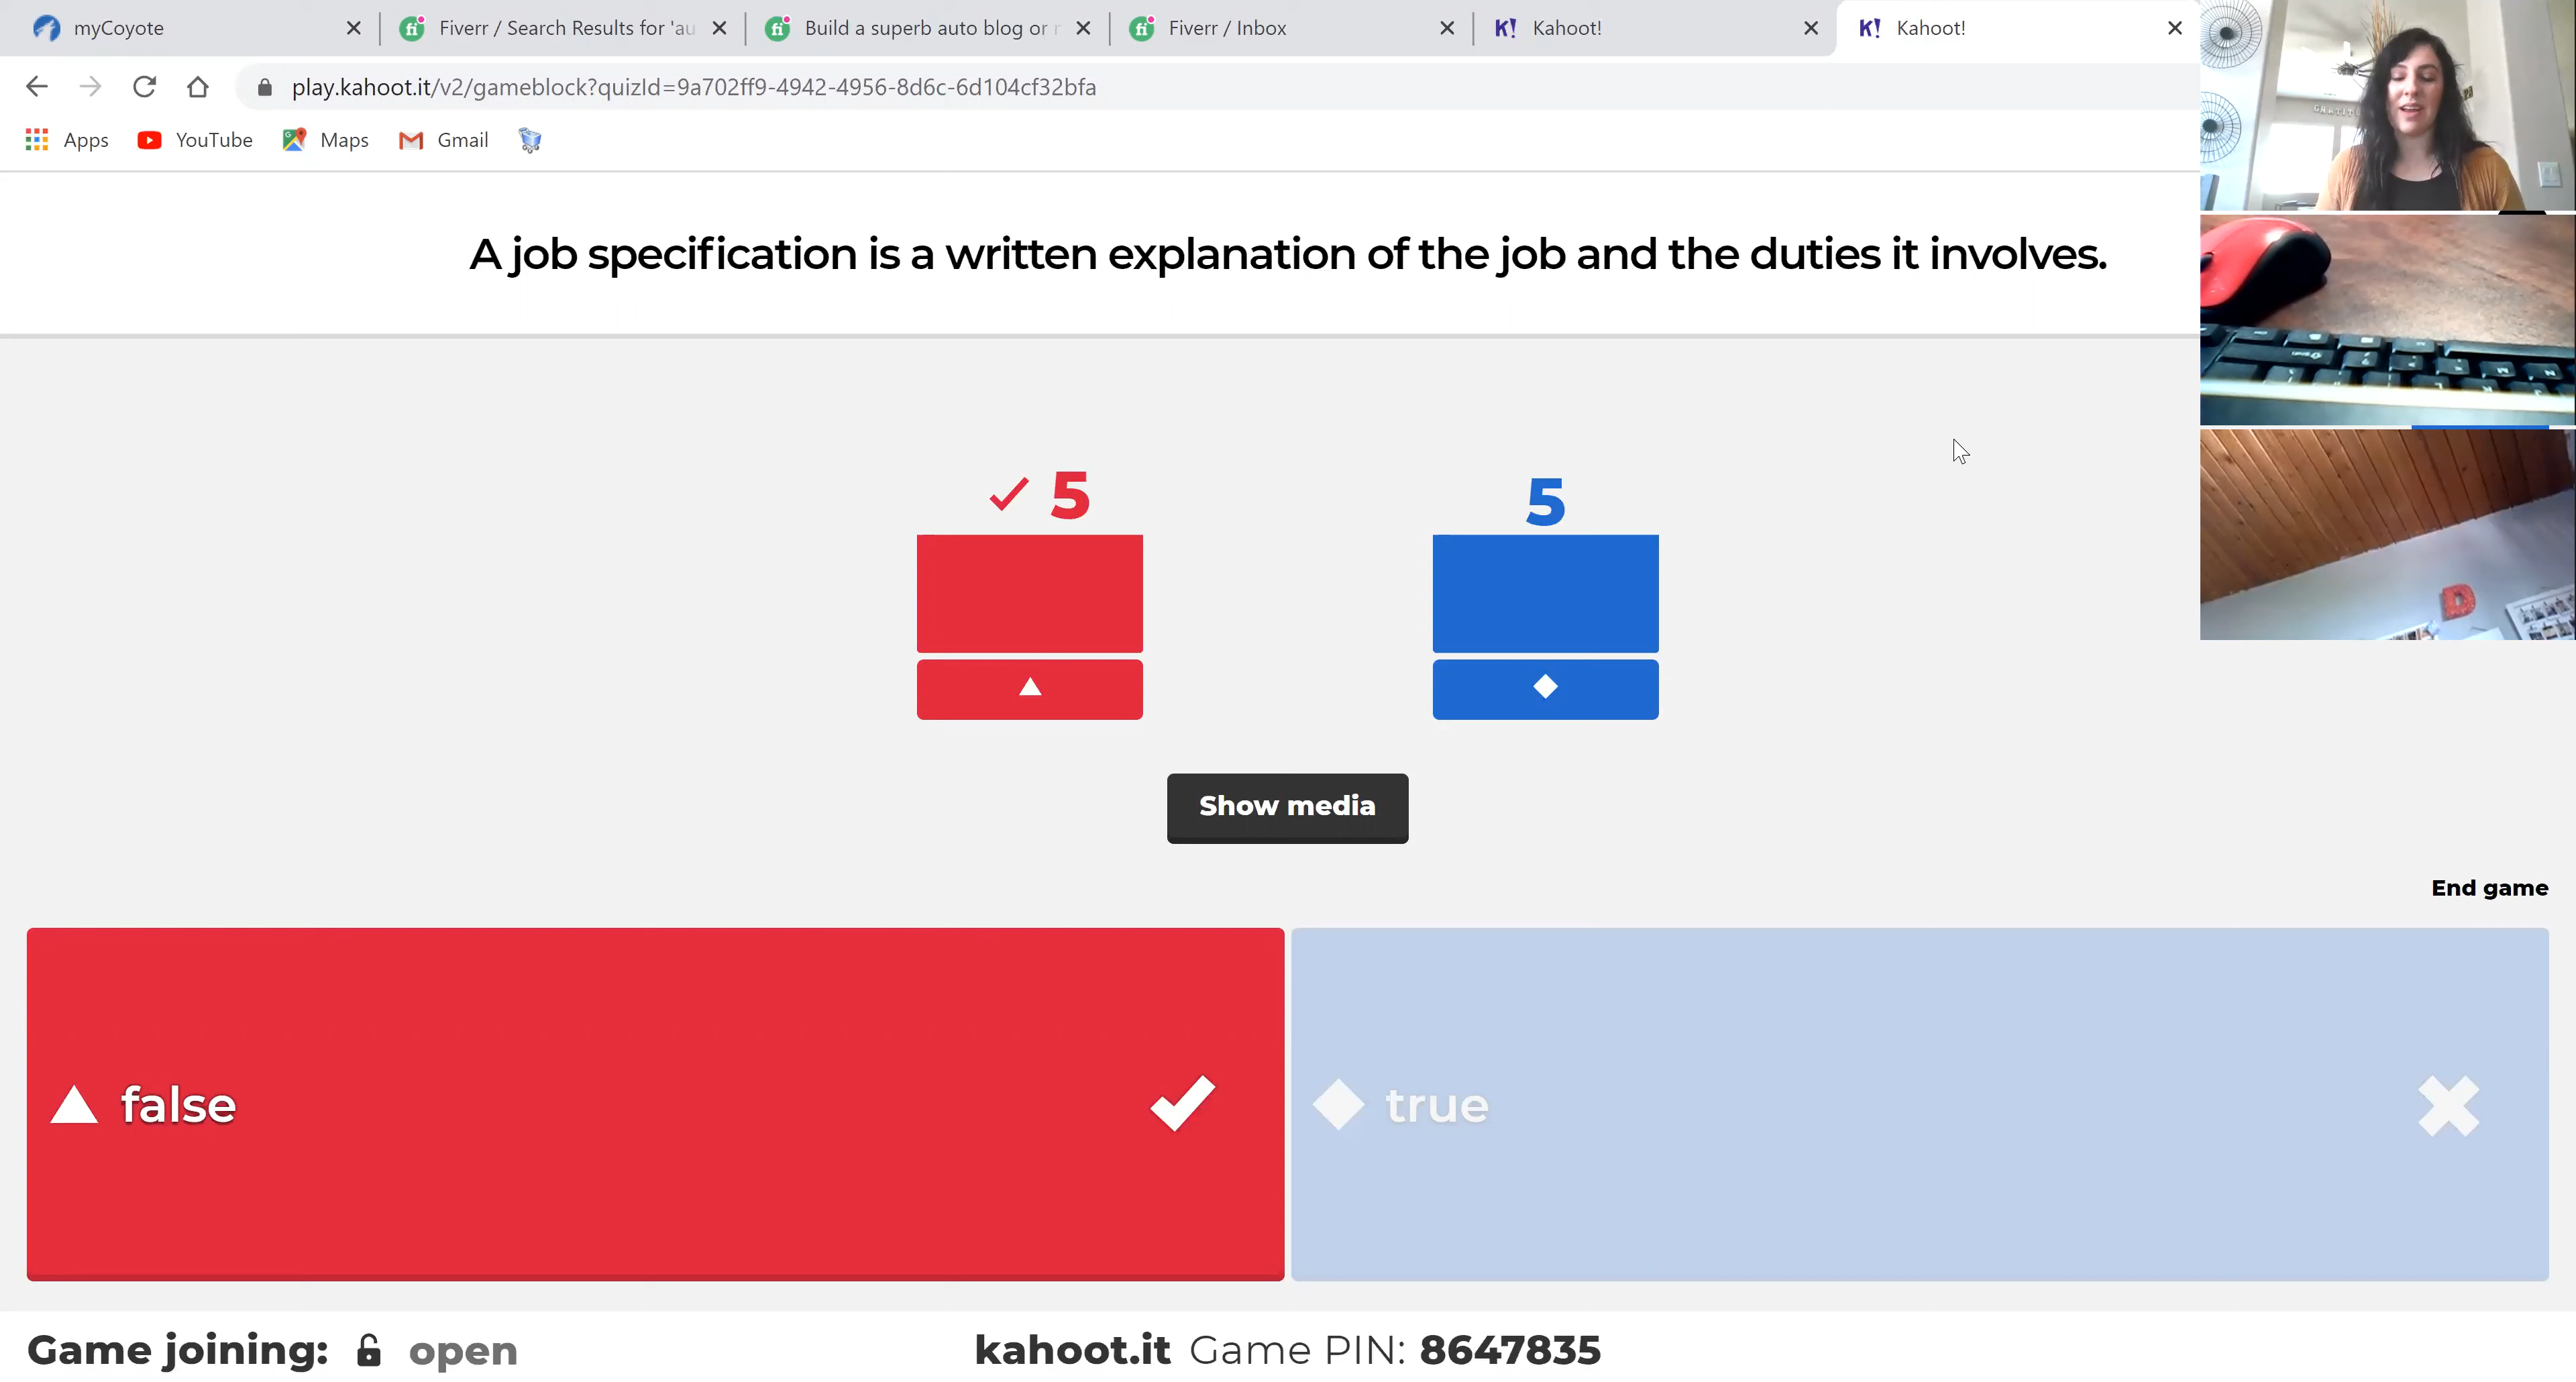 myCoyote
Fiverr / Search Results for 'au
Build a superb auto blog or
Fiverr / Inbox
Kahoot!
Kahoot!
play.kahoot.it/v2/gameblock?quizId=9a702ff9-4942-4956-8d6c-6d104cf32bfa
Apps
YouTube
Maps
Gmail
A job specification is a written explanation of the job and the duties it involves.
5
5
Show media
End game
false
true
Game joining: open
kahoot.it Game PIN: 8647835
D